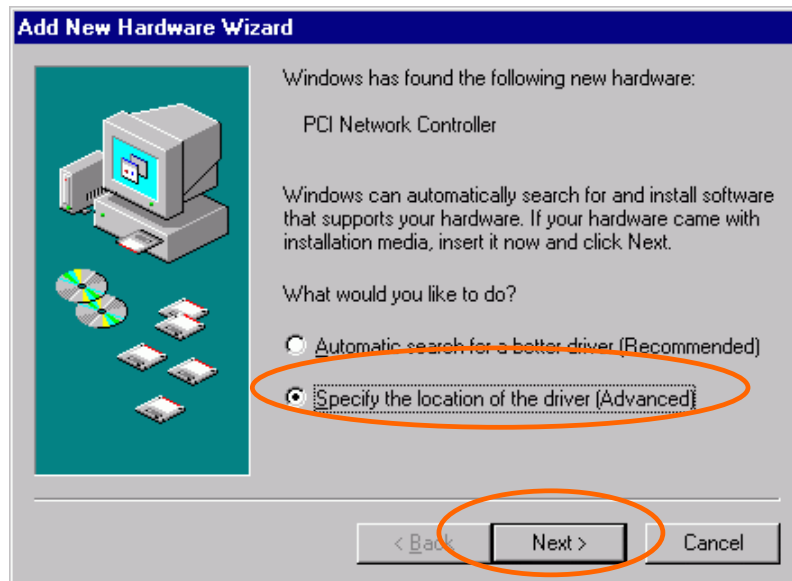 Add New Hardware Wizard
Windows has found the following new hardware:
PCI Network Controller
Windows can automatically search for and install software
that supports your hardware. If your hardware came with
installation media, insert it now and click Next.
What would you like to do?
Automatic search for a better driver (Recommended)
Specify the location of the driver (Advanced)
< Back
Next >
Cancel